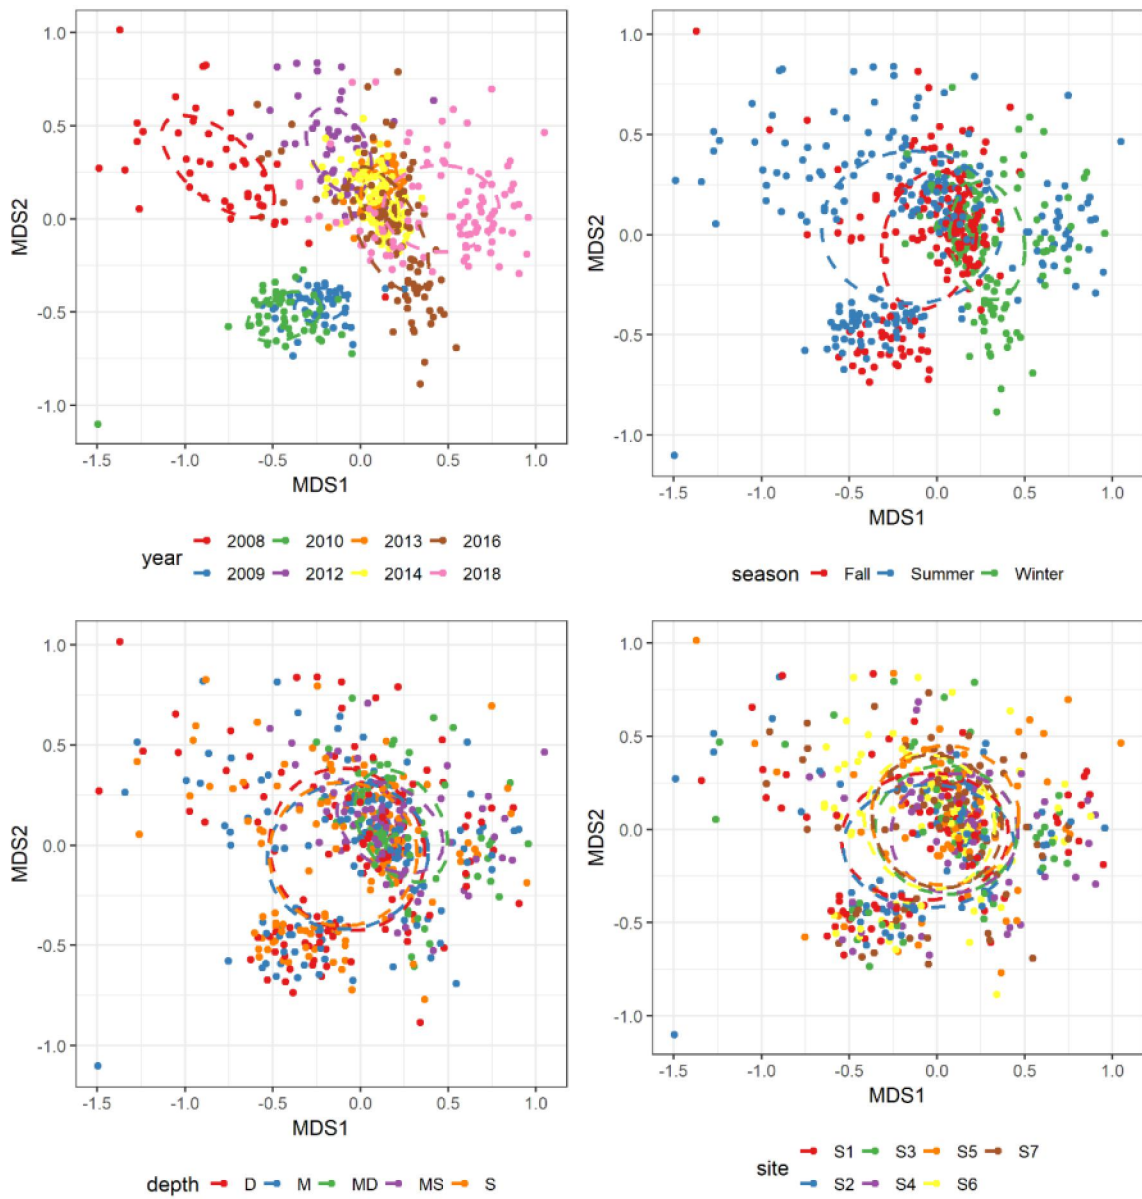 1.0
0.5
0.0
-0.5
-1.0
MDS2
-1.5 -1.0 -0.5 0.0 0.5 1.0
MDS1
year 2008 2010 2013 2016
2009 2012 2014 2018
1.0
0.5
0.0
-0.5
-1.0
MDS2
-1.5 -1.0 -0.5 0.0 0.5 1.0
MDS1
season Fall Summer Winter
1.0
0.5
0.0
-0.5
-1.0
MDS2
-1.5 -1.0 -0.5 0.0 0.5 1.0
MDS1
depth D M MD MS S
1.0
0.5
0.0
-0.5
-1.0
MDS2
-1.5 -1.0 -0.5 0.0 0.5 1.0
MDS1
site S1 S3 S5 S7
S2 S4 S6